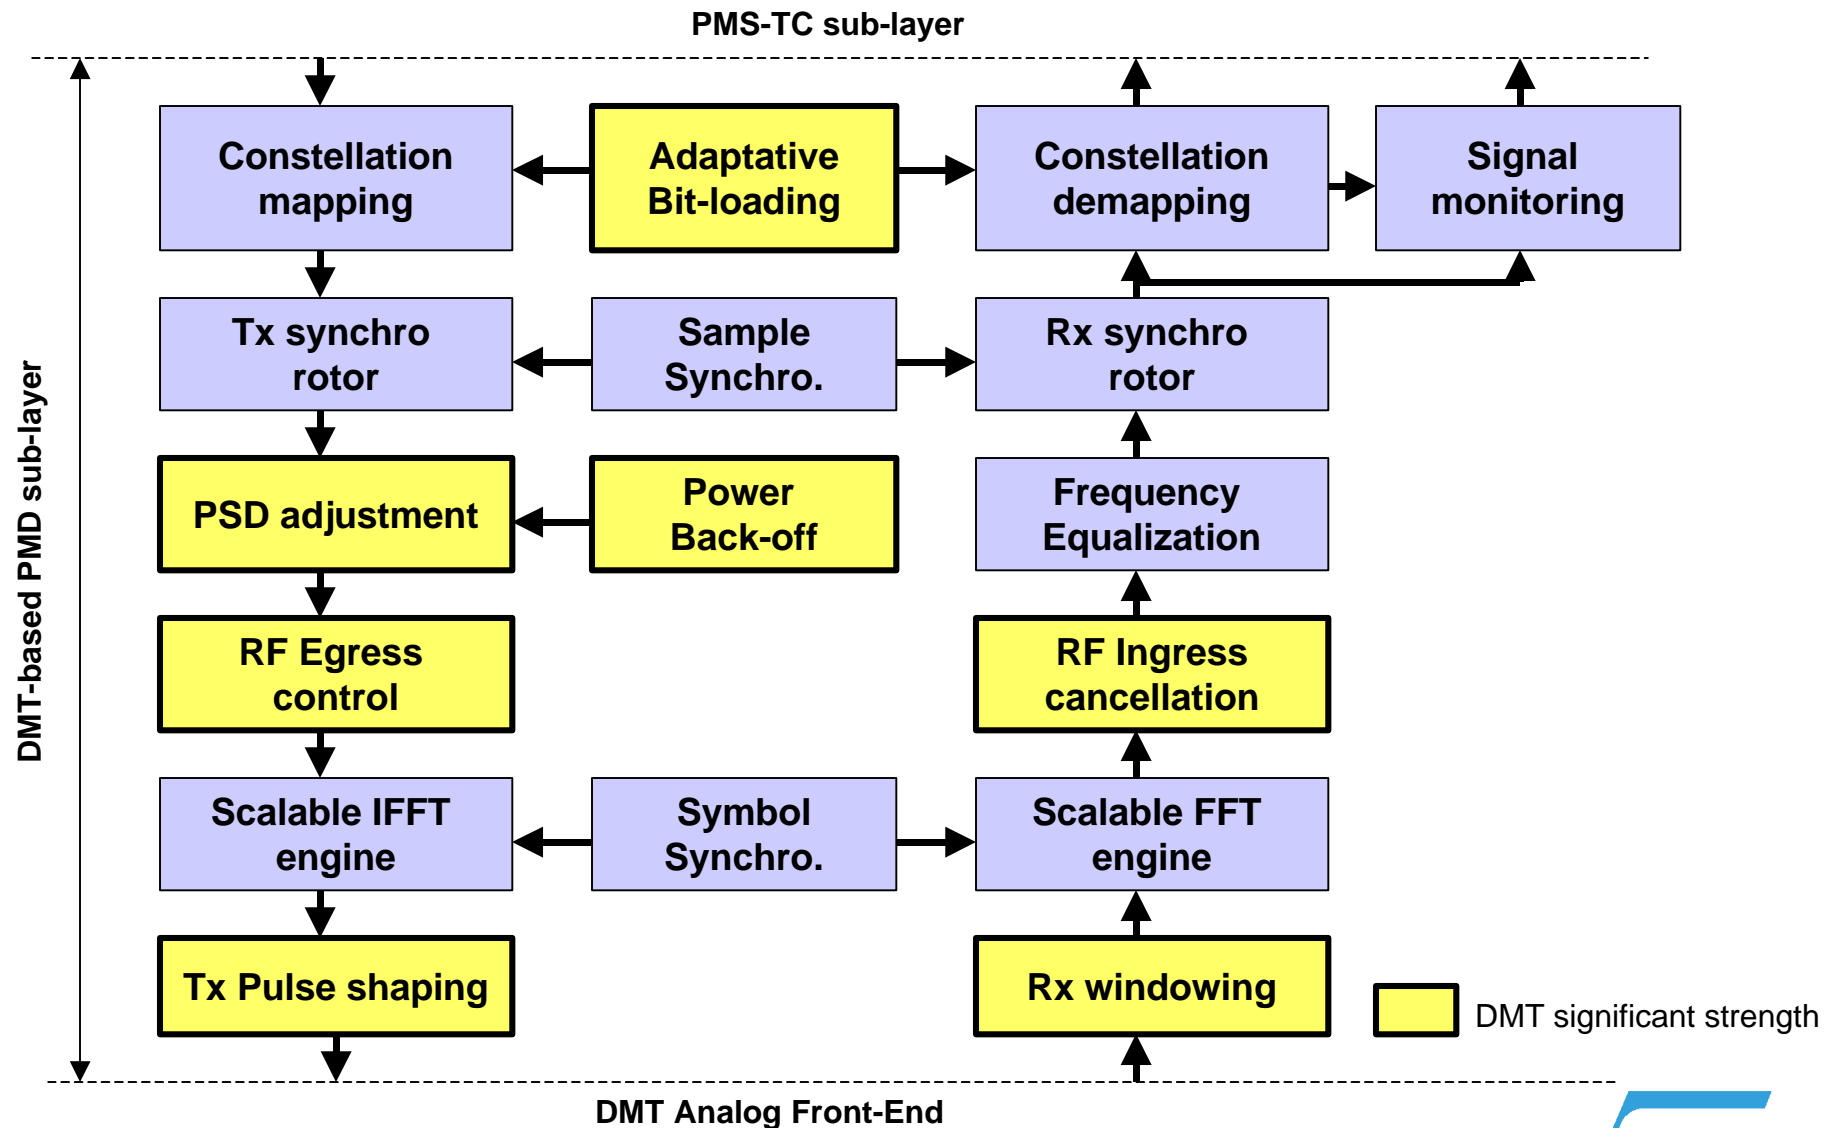 PMS-TC sub-layer
Constellation
mapping
Adaptative
Bit-loading
Constellation
demapping
Signal
monitoring
Tx synchro
rotor
Sample
Synchro.
Rx synchro
rotor
DMT-based PMD sub-layer
PSD adjustment
Power
Back-off
Frequency
Equalization
RF Egress
control
RF Ingress
cancellation
Scalable IFFT
engine
Symbol
Synchro.
Scalable FFT
engine
Tx Pulse shaping
Rx windowing
DMT significant strength
DMT Analog Front-End